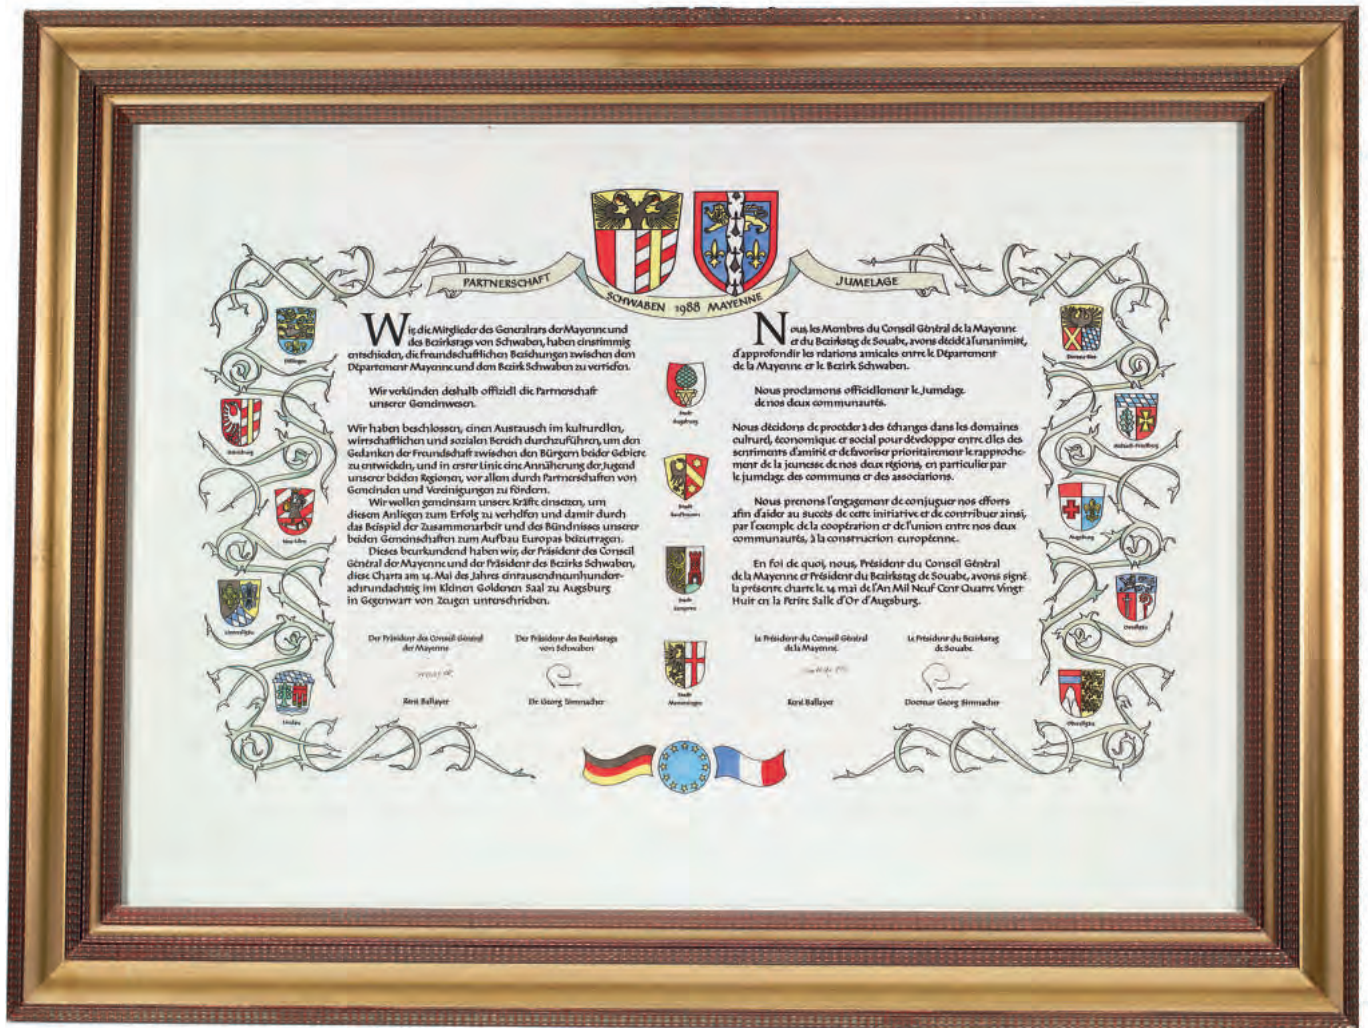 PARTNERSCHAFT
SCHWABEN 1988 MAYENNE
JUMELAGE
Wir, die Mitglieder des Generalrats der Mayenne und
des Bezirkstags von Schwaben, haben einstimmig
entschieden, die freundschaftlichen Beziehungen zwischen dem
Département Mayenne und dem Bezirk Schwaben zu vertiefen.
Wir verkünden deshalb offiziell die Partnerschaft
unserer Gemeinwesen.
Wir haben beschlossen, einen Austausch im kulturellen,
wirtschaftlichen und sozialen Bereich durchzuführen, um den
Gedanken der Freundschaft zwischen den Bürgern beider Gebiete
zu entwickeln, und in erster Linie eine Annäherung der Jugend
unserer beiden Regionen, vor allem durch Partnerschaften von
Gemeinden und Vereinigungen zu fördern.
Wir wollen gemeinsam unsere Kräfte einsetzen, um
diesem Anliegen zum Erfolg zu verhelfen und damit durch
das Beispiel der Zusammenarbeit und des Bündnisses unserer
beiden Gemeinschaften zum Aufbau Europas beizutragen.
Dieses beurkundend haben wir, der Präsident des Conseil
Général der Mayenne und der Präsident des Bezirks Schwaben,
diese Charta am 14. Mai des Jahres eintausendneunhundert-
achtundachtzig im Kleinen Goldenen Saal zu Augsburg
in Gegenwart von Zeugen unterschrieben.
Der Präsident des Conseil Général
der Mayenne
René Ballayer
Der Präsident des Bezirkstags
von Schwaben
Dr. Georg Simnacher
Nous, les Membres du Conseil Général de la Mayenne
et du Bezirkstag de Souabe, avons décidé à l'unanimité,
d'approfondir les relations amicales entre le Département
de la Mayenne et le Bezirk Schwaben.
Nous proclamons officiellement le Jumelage
de nos deux communautés.
Nous décidons de procéder à des échanges dans les domaines
culturel, économique et social pour développer entre elles des
sentiments d'amitié et de favoriser prioritairement le rapproche-
ment de la jeunesse de nos deux régions, en particulier par
le jumelage des communes et des associations.
Nous prenons l'engagement de conjuguer nos efforts
afin d'aider au succès de cette initiative et de contribuer ainsi,
par l'exemple de la coopération et de l'union entre nos deux
communautés, à la construction européenne.
En foi de quoi, nous, Président du Conseil Général
de la Mayenne et Président du Bezirkstag de Souabe, avons signé
la présente charte le 14 mai de l'An Mil Neuf Cent Quatre Vingt
Huit en la Petite Salle d'Or d'Augsburg.
Le Président du Conseil Général
de la Mayenne
René Ballayer
Le Président du Bezirkstag
de Souabe
Docteur Georg Simnacher
Dillingen
Günzburg
Neu-Ulm
Unterallgäu
Lindau
Stadt
Augsburg
Stadt
Kaufbeuren
Stadt
Kempten
Stadt
Memmingen
Donau-Ries
Aichach-Friedberg
Augsburg
Ostallgäu
Oberallgäu